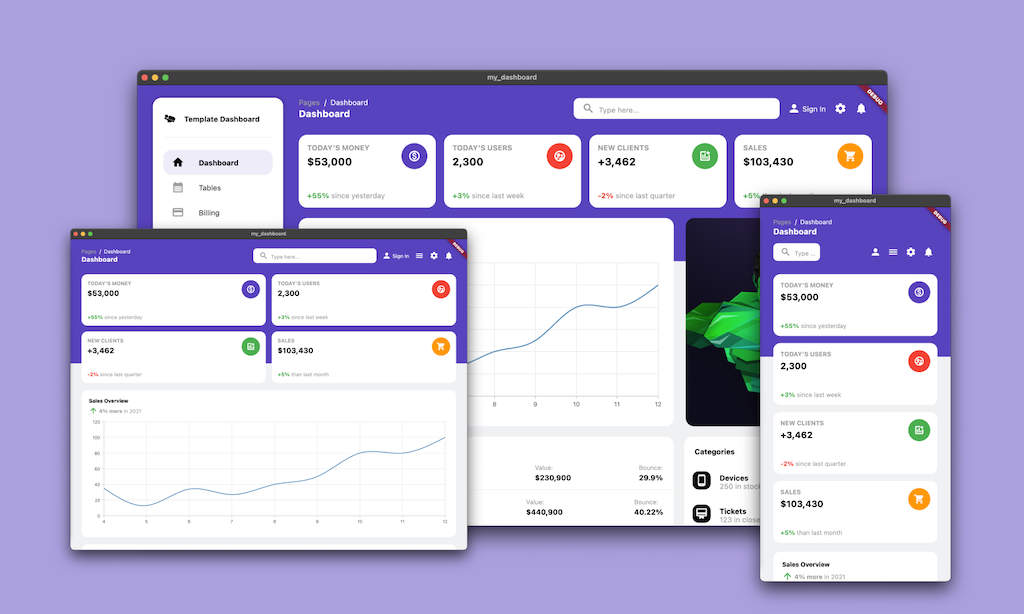 my_dashboard
DEBUG
Template Dashboard
Dashboard
Tables
Billing
Pages / Dashboard
Dashboard
Type here...
Sign In
TODAY'S MONEY
$53,000
+55% since yesterday
TODAY'S USERS
2,300
+3% since last week
NEW CLIENTS
+3,462
-2% since last quarter
SALES
$103,430
+5%
8 9 10 11 12
Value:
$230,900
Bounce:
29.9%
Value:
$440,900
Bounce:
40.22%
Categories
Devices
250 in stock
Tickets
123 in close
my_dashboard
DEBUG
Pages / Dashboard
Dashboard
Type here...
Sign In
TODAY'S MONEY
$53,000
+55% since yesterday
TODAY'S USERS
2,300
+3% since last week
NEW CLIENTS
+3,462
-2% since last quarter
SALES
$103,430
+5% than last month
Sales Overview
4% more in 2021
120
100
80
60
40
20
0
4 5 6 7 8 9 10 11 12
my_dashboard
DEBUG
Pages / Dashboard
Dashboard
Type ...
TODAY'S MONEY
$53,000
+55% since yesterday
TODAY'S USERS
2,300
+3% since last week
NEW CLIENTS
+3,462
-2% since last quarter
SALES
$103,430
+5% than last month
Sales Overview
4% more in 2021